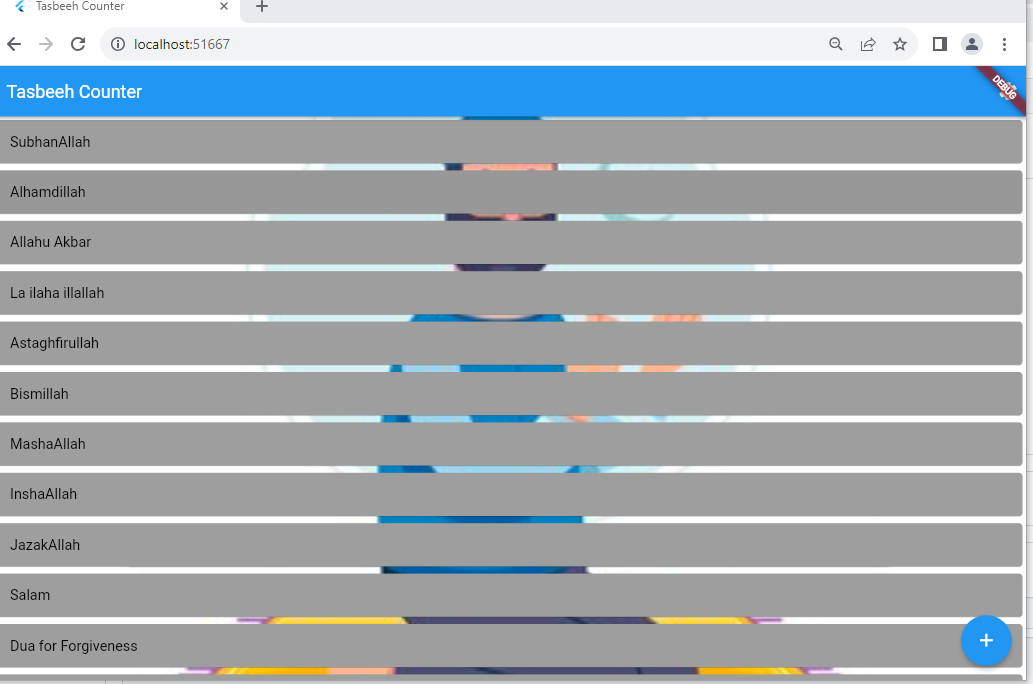 Tasbeeh Counter
localhost:51667
Tasbeeh Counter
DEBUG
SubhanAllah
Alhamdillah
Allahu Akbar
La ilaha illallah
Astaghfirullah
Bismillah
MashaAllah
InshaAllah
JazakAllah
Salam
Dua for Forgiveness